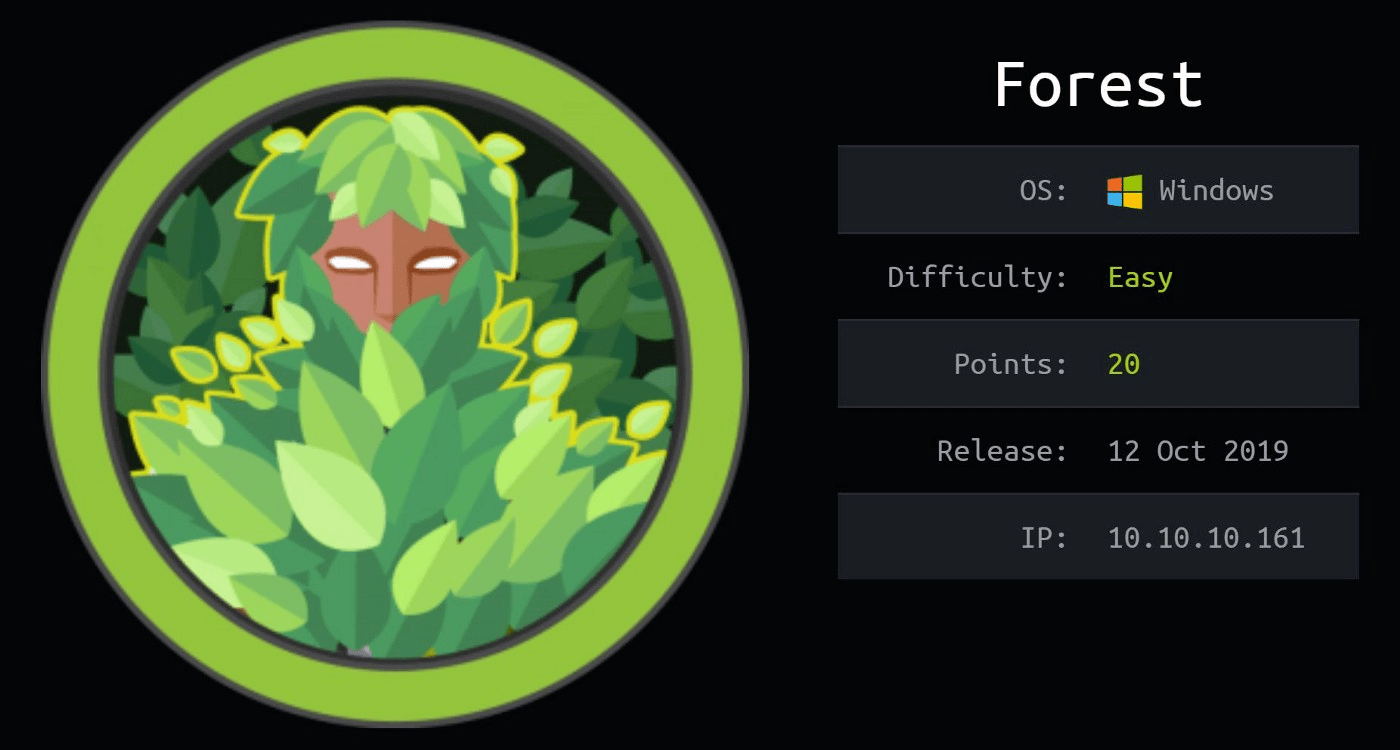 Forest
OS: Windows
Difficulty: Easy
Points: 20
Release: 12 Oct 2019
IP: 10.10.10.161